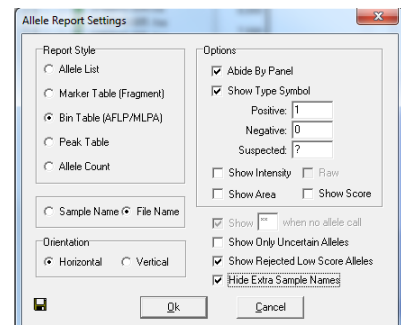 Allele Report Settings
Report Style
Allele List
Marker Table (Fragment)
Bin Table (AFLP/MLPA)
Peak Table
Allele Count
Sample Name File Name
Orientation
Horizontal Vertical
Options
Abide By Panel
Show Type Symbol
Positive: 1
Negative: 0
Suspected: ?
Show Intensity Raw
Show Area Show Score
Show ** when no allele call
Show Only Uncertain Alleles
Show Rejected Low Score Alleles
Hide Extra Sample Names
Ok Cancel